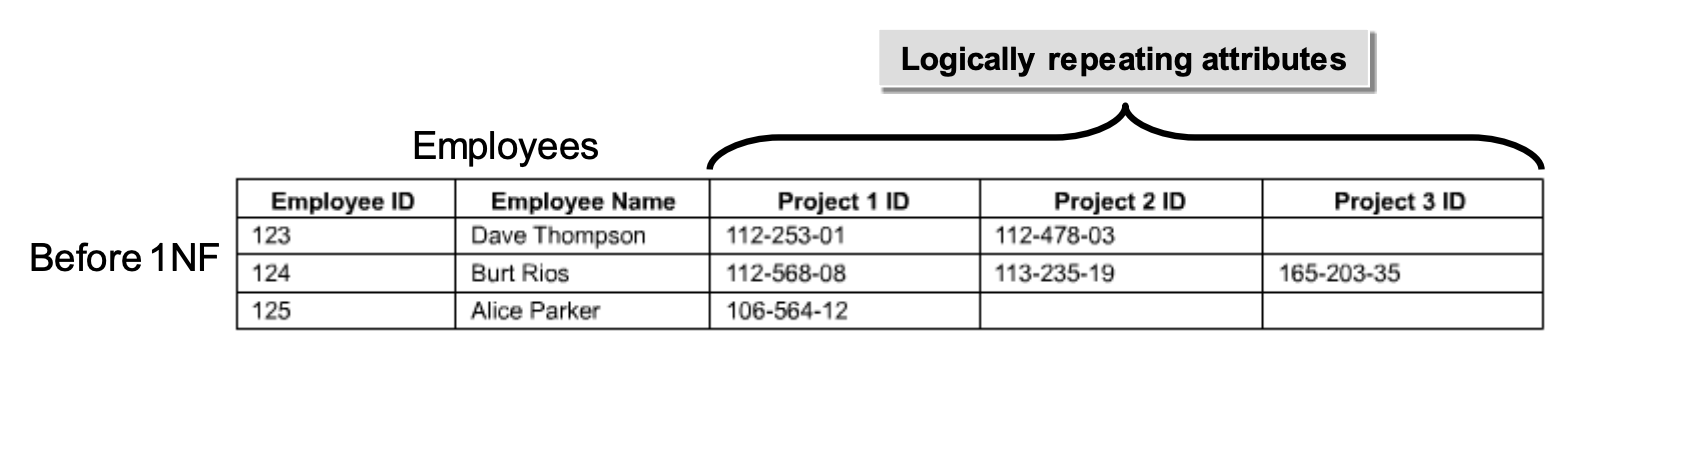 Logically repeating attributes
Employees
Employee ID Employee Name Project 1 ID Project 2 ID Project 3 ID
Before 1NF
123 Dave Thompson 112-253-01 112-478-03
124 Burt Rios 112-568-08 113-235-19 165-203-35
125 Alice Parker 106-564-12